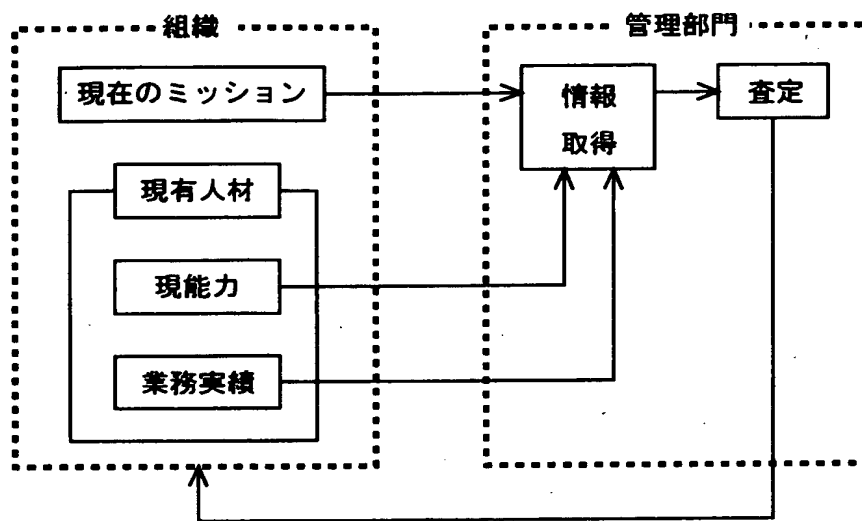 組織
管理部門
現在のミッション
情報
取得
査定
現有人材
現能力
業務実績